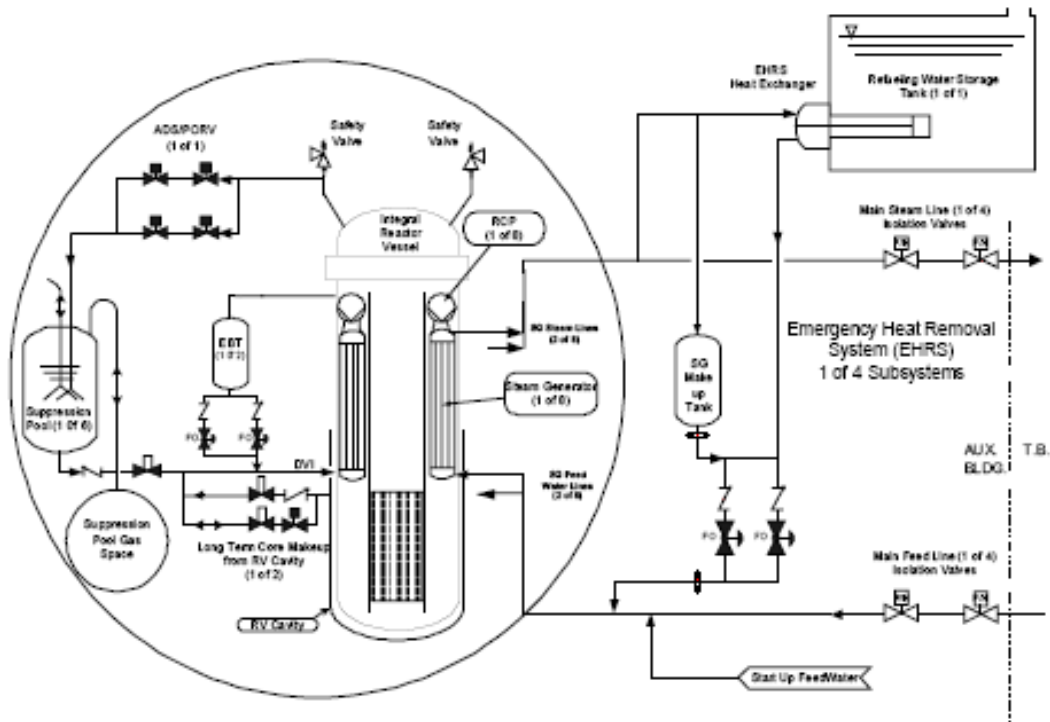 EHRS
Heat Exchanger
Refueling Water Storage
Tank (1 of 1)
ADS/PORV
(1 of 1)
Safety
Valve
Safety
Valve
Integral
Reactor
Vessel
RCP
(1 of 8)
Main Steam Line (1 of 4)
Isolation Valves
SG Steam Lines
(2 of 8)
EBT
(1 of 2)
Emergency Heat Removal
System (EHRS)
1 of 4 Subsystems
SG
Make
up
Tank
Steam Generator
(1 of 8)
Suppression
Pool (1 of 6)
FO
FO
DVI
AUX.
BLDG.
T.B.
SG Feed
Water Lines
(2 of 8)
Suppression
Pool Gas
Space
Long Term Core Makeup
from RV Cavity
(1 of 2)
FO
FO
Main Feed Line (1 of 4)
Isolation Valves
RV Cavity
Start Up FeedWater